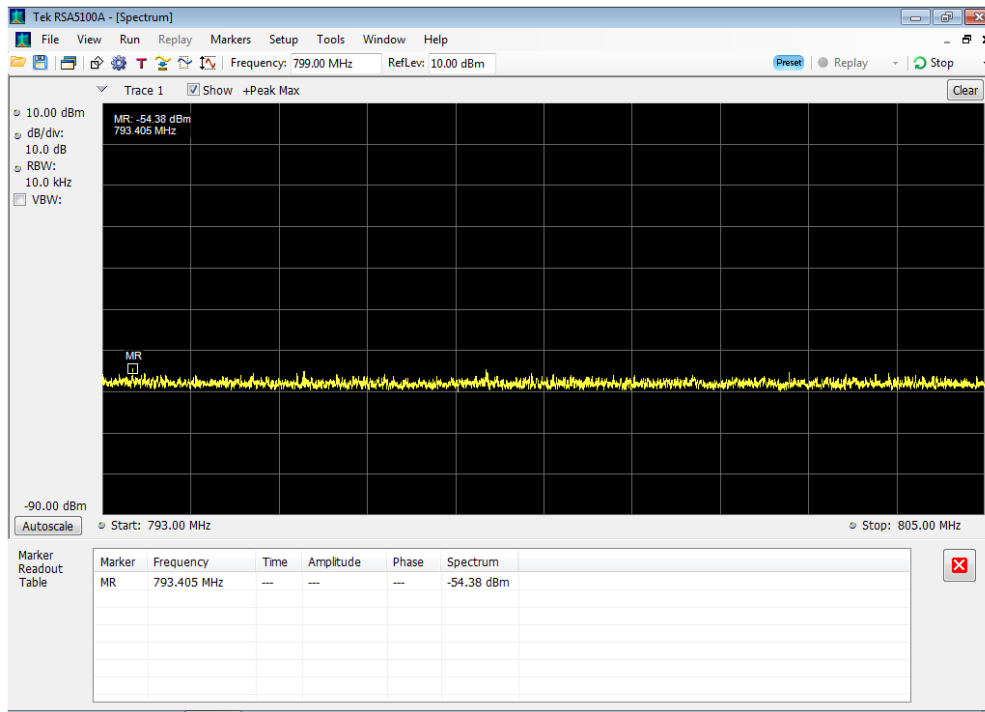 Tek RSA5100A - [Spectrum]
File View Run Replay Markers Setup Tools Window Help
T Frequency: 799.00 MHz RefLev: 10.00 dBm Preset Replay Stop
Trace 1 Show +Peak Max Clear
10.00 dBm
dB/div:
10.0 dB
RBW:
10.0 kHz
VBW:
MR: -54.38 dBm
793.405 MHz
MR
-90.00 dBm
Autoscale Start: 793.00 MHz Stop: 805.00 MHz
Marker
Readout
Table
Marker Frequency Time Amplitude Phase Spectrum
MR 793.405 MHz --- --- --- -54.38 dBm